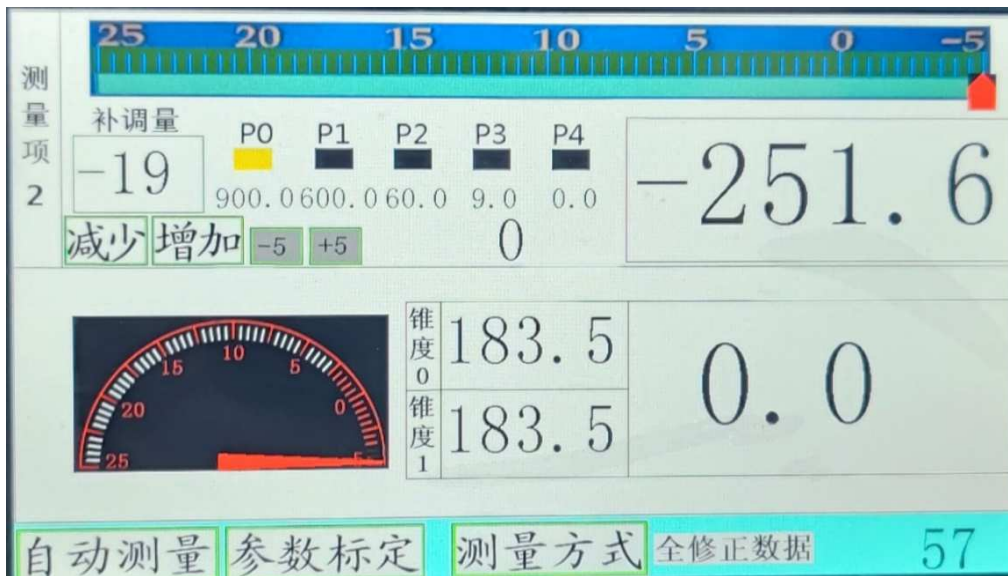 25 20 15 10 5 0 -5
测量项2
补调量
-19
P0 P1 P2 P3 P4
900.0 600.0 60.0 9.0 0.0
减少 增加 -5 +5
0
-251.6
25 20 15 10 5 0 -5
锥度0 183.5
锥度1 183.5
0.0
自动测量 参数标定 测量方式 全修正数据 57